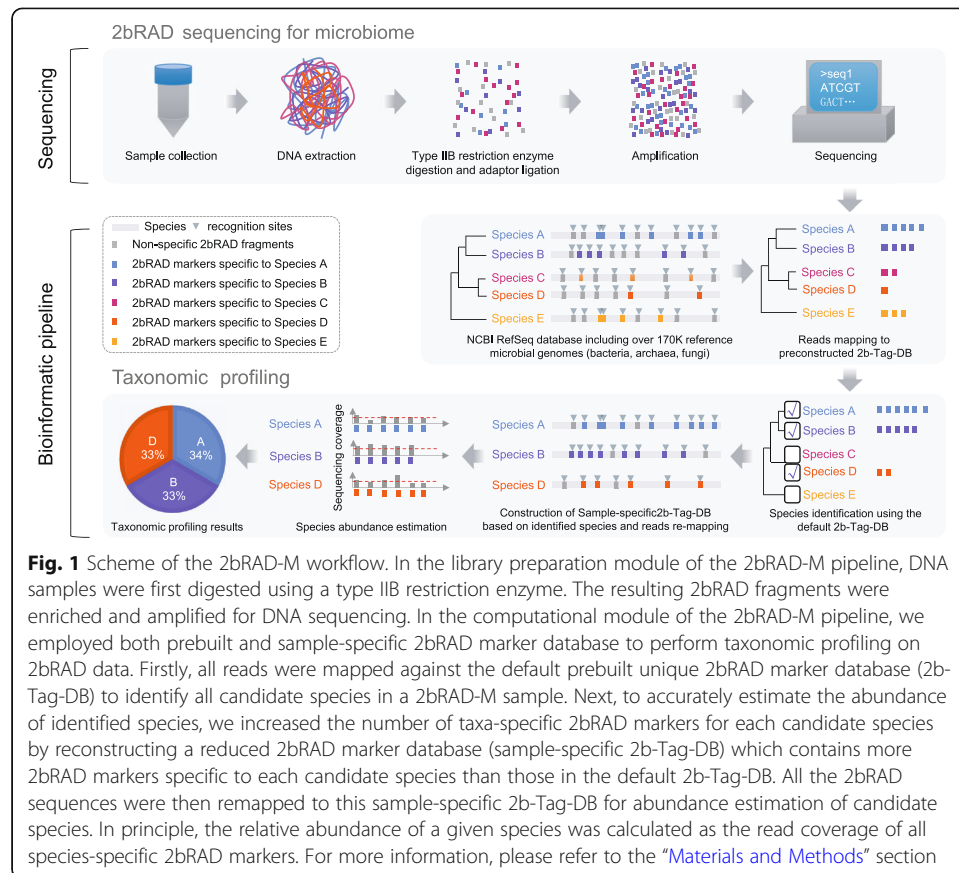 2bRAD sequencing for microbiome
Sequencing
>seq1
ATCGT
GACT···
Sample collection
DNA extraction
Type IIB restriction enzyme
digestion and adaptor ligation
Amplification
Sequencing
Bioinformatic pipeline
Species
recognition sites
Non-specific 2bRAD fragments
2bRAD markers specific to Species A
2bRAD markers specific to Species B
2bRAD markers specific to Species C
2bRAD markers specific to Species D
2bRAD markers specific to Species E
Species A
Species B
Species C
Species D
Species E
NCBI RefSeq database including over 170K reference
microbial genomes (bacteria, archaea, fungi)
Species A
Species B
Species C
Species D
Species E
Reads mapping to
preconstructed 2b-Tag-DB
Taxonomic profiling
D
33%
A
34%
B
33%
Taxonomic profiling results
Species A
Species B
Species D
Sequencing coverage
Species abundance estimation
Species A
Species B
Species D
Construction of Sample-specific2b-Tag-DB
based on identified species and reads re-mapping
Species A
Species B
Species C
Species D
Species E
Species identification using the
default 2b-Tag-DB
Fig. 1 Scheme of the 2bRAD-M workflow. In the library preparation module of the 2bRAD-M pipeline, DNA
samples were first digested using a type IIB restriction enzyme. The resulting 2bRAD fragments were
enriched and amplified for DNA sequencing. In the computational module of the 2bRAD-M pipeline, we
employed both prebuilt and sample-specific 2bRAD marker database to perform taxonomic profiling on
2bRAD data. Firstly, all reads were mapped against the default prebuilt unique 2bRAD marker database (2b-
Tag-DB) to identify all candidate species in a 2bRAD-M sample. Next, to accurately estimate the abundance
of identified species, we increased the number of taxa-specific 2bRAD markers for each candidate species
by reconstructing a reduced 2bRAD marker database (sample-specific 2b-Tag-DB) which contains more
2bRAD markers specific to each candidate species than those in the default 2b-Tag-DB. All the 2bRAD
sequences were then remapped to this sample-specific 2b-Tag-DB for abundance estimation of candidate
species. In principle, the relative abundance of a given species was calculated as the read coverage of all
species-specific 2bRAD markers. For more information, please refer to the “Materials and Methods” section